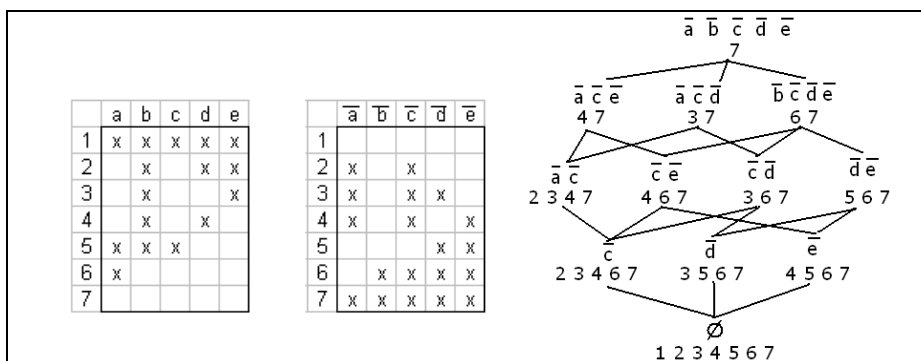 a̅ b̅ c̅ d̅ e̅
7
a̅ c̅ e̅ a̅ c̅ d̅ b̅ c̅ d̅ e̅
4 7 3 7 6 7
a̅ c̅ c̅ e̅ c̅ d̅ d̅ e̅
2 3 4 7 4 6 7 3 6 7 5 6 7
c̅ d̅ e̅
2 3 4 6 7 3 5 6 7 4 5 6 7
∅
1 2 3 4 5 6 7
a b c d e
1 x x x x x
2 x x x
3 x x
4 x x
5 x x x
6 x
7
a̅ b̅ c̅ d̅ e̅
1
2 x x
3 x x x
4 x x x
5 x x
6 x x x x
7 x x x x x